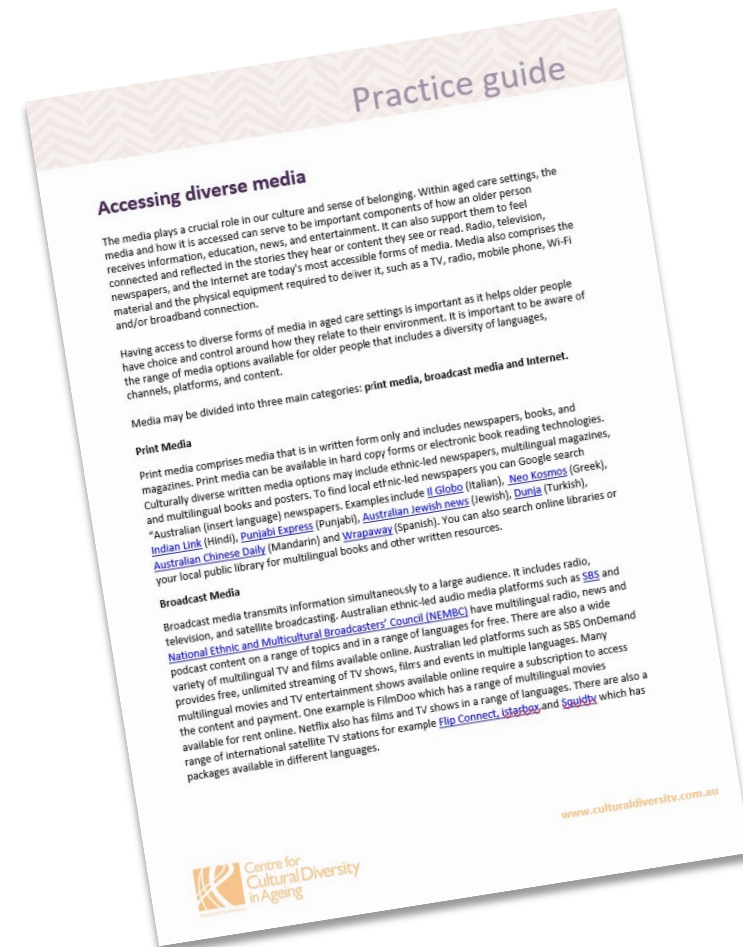 Practice guide
Accessing diverse media
The media plays a crucial role in our culture and sense of belonging. Within aged care settings, the
media and how it is accessed can serve to be important components of how an older person
receives information, education, news, and entertainment. It can also support them to feel
connected and reflected in the stories they hear or content they see or read. Radio, television,
newspapers, and the Internet are today's most accessible forms of media. Media also comprises the
material and the physical equipment required to deliver it, such as a TV, radio, mobile phone, Wi-Fi
and/or broadband connection.
Having access to diverse forms of media in aged care settings is important as it helps older people
have choice and control around how they relate to their environment. It is important to be aware of
the range of media options available for older people that includes a diversity of languages,
channels, platforms, and content.
Media may be divided into three main categories: print media, broadcast media and Internet.
Print Media
Print media comprises media that is in written form only and includes newspapers, books, and
magazines. Print media can be available in hard copy forms or electronic book reading technologies.
Culturally diverse written media options may include ethnic-led newspapers, multilingual magazines,
and multilingual books and posters. To find local ethnic-led newspapers you can Google search
"Australian (insert language) newspapers. Examples include Il Globo (Italian), Neo Kosmos (Greek),
Indian Link (Hindi), Punjabi Express (Punjabi), Australian Jewish news (Jewish), Dunja (Turkish),
Australian Chinese Daily (Mandarin) and Wrapaway (Spanish). You can also search online libraries or
your local public library for multilingual books and other written resources.
Broadcast Media
Broadcast media transmits information simultaneously to a large audience. It includes radio,
television, and satellite broadcasting. Australian ethnic-led audio media platforms such as SBS and
National Ethnic and Multicultural Broadcasters' Council (NEMBC) have multilingual radio, news and
podcast content on a range of topics and in a range of languages for free. There are also a wide
variety of multilingual TV and films available online. Australian led platforms such as SBS OnDemand
provides free, unlimited streaming of TV shows, films and events in multiple languages. Many
multilingual movies and TV entertainment shows available online require a subscription to access
the content and payment. One example is FilmDoo which has a range of multilingual movies
available for rent online. Netflix also has films and TV shows in a range of languages. There are also a
range of international satellite TV stations for example Flip Connect, istarbox and Squidtv which has
packages available in different languages.
www.culturaldiversity.com.au
Centre for
Cultural Diversity
in Ageing